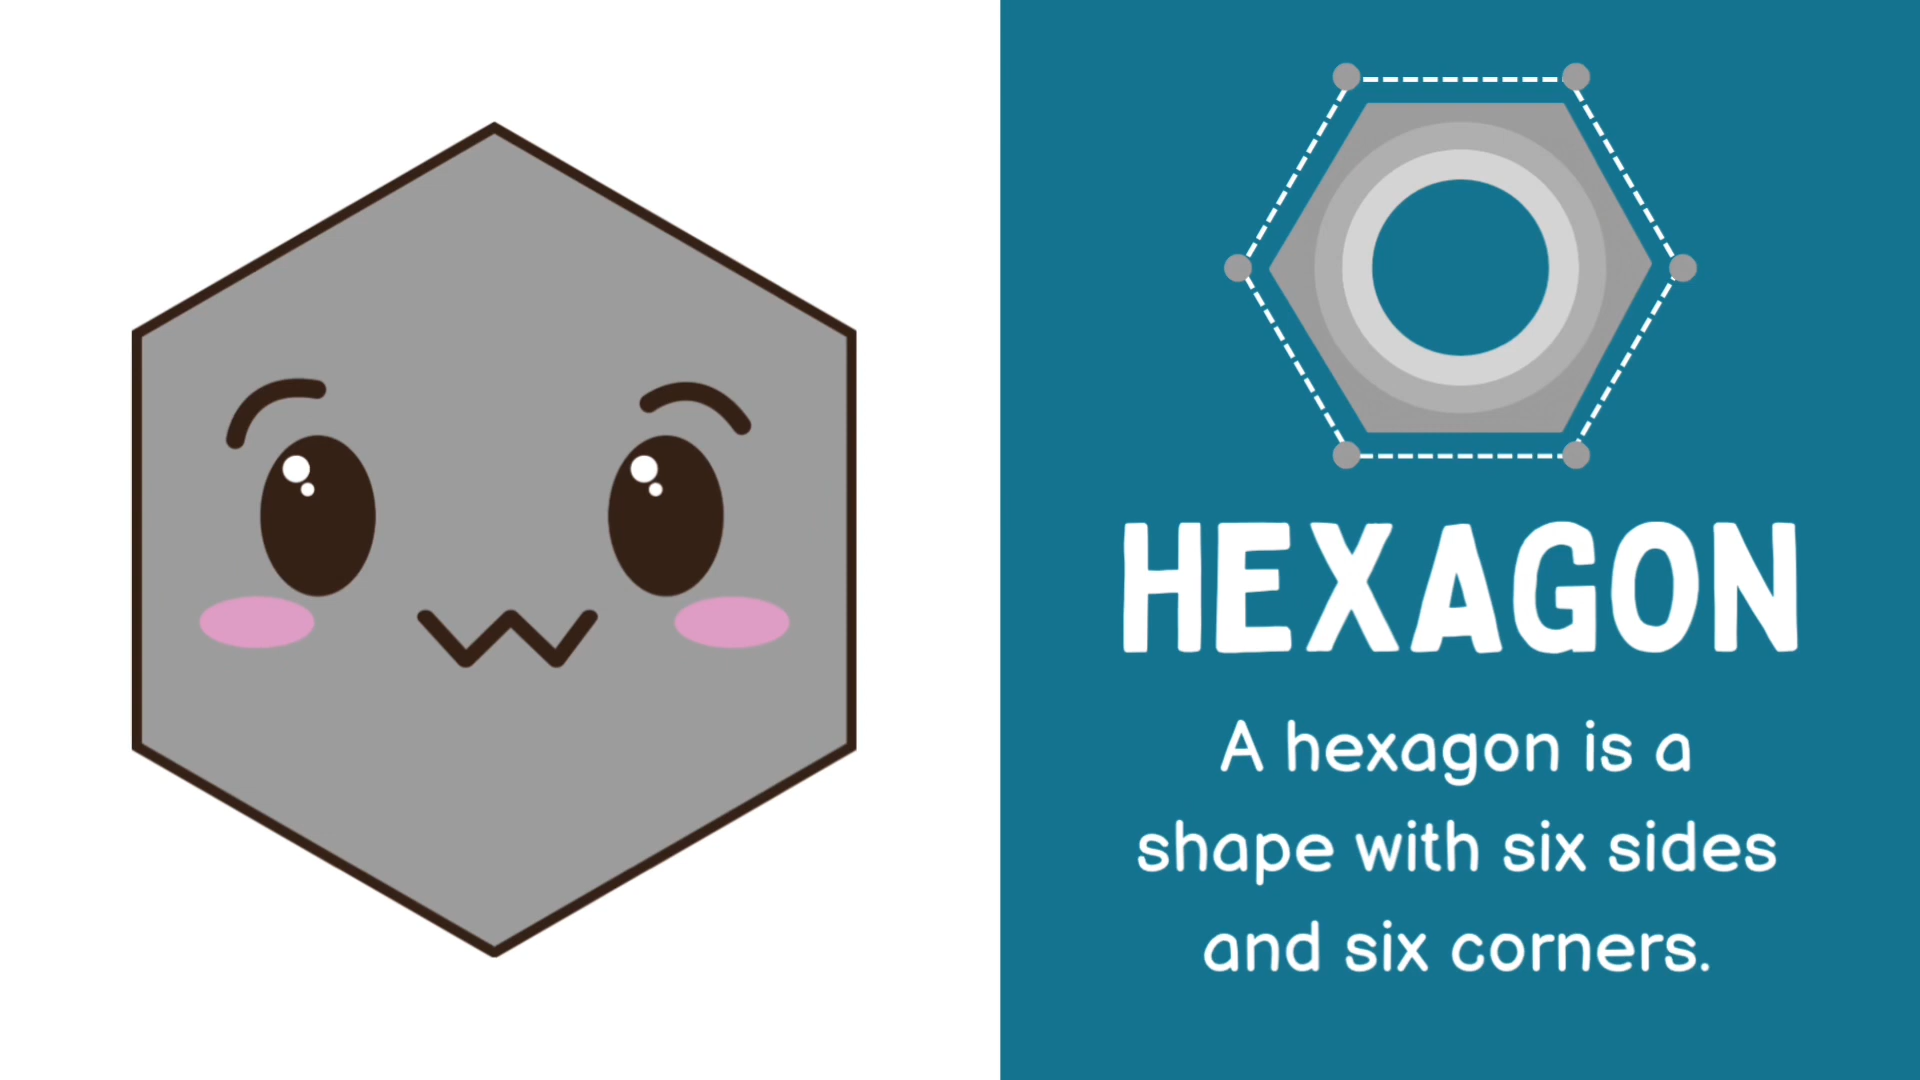 HEXAGON
A hexagon is a
shape with six sides
and six corners.